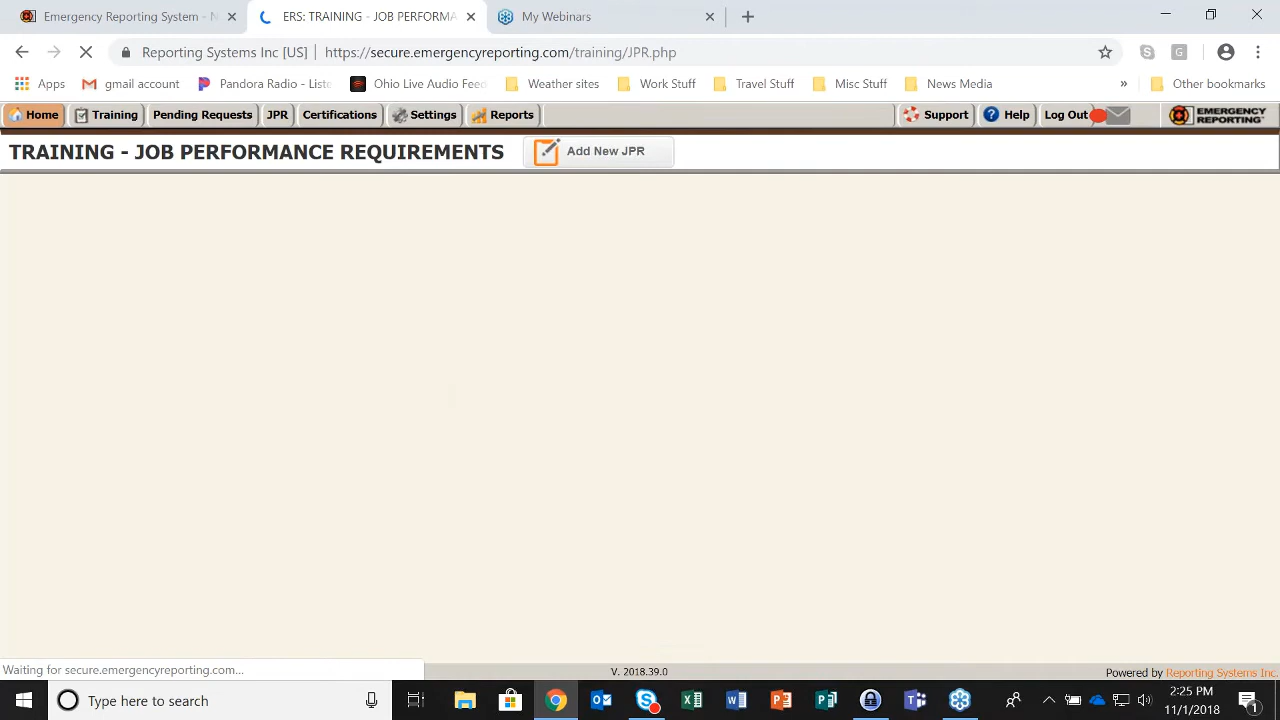 Emergency Reporting System - N
ERS: TRAINING - JOB PERFORMA
My Webinars
Reporting Systems Inc [US] | https://secure.emergencyreporting.com/training/JPR.php
Apps gmail account Pandora Radio - Liste Ohio Live Audio Feed Weather sites Work Stuff Travel Stuff Misc Stuff News Media » Other bookmarks
Home Training Pending Requests JPR Certifications Settings Reports Support Help Log Out EMERGENCY REPORTING
TRAINING - JOB PERFORMANCE REQUIREMENTS Add New JPR
Waiting for secure.emergencyreporting.com...
V. 2018.39.0
Powered by Reporting Systems Inc.
Type here to search
2:25 PM
11/1/2018
1